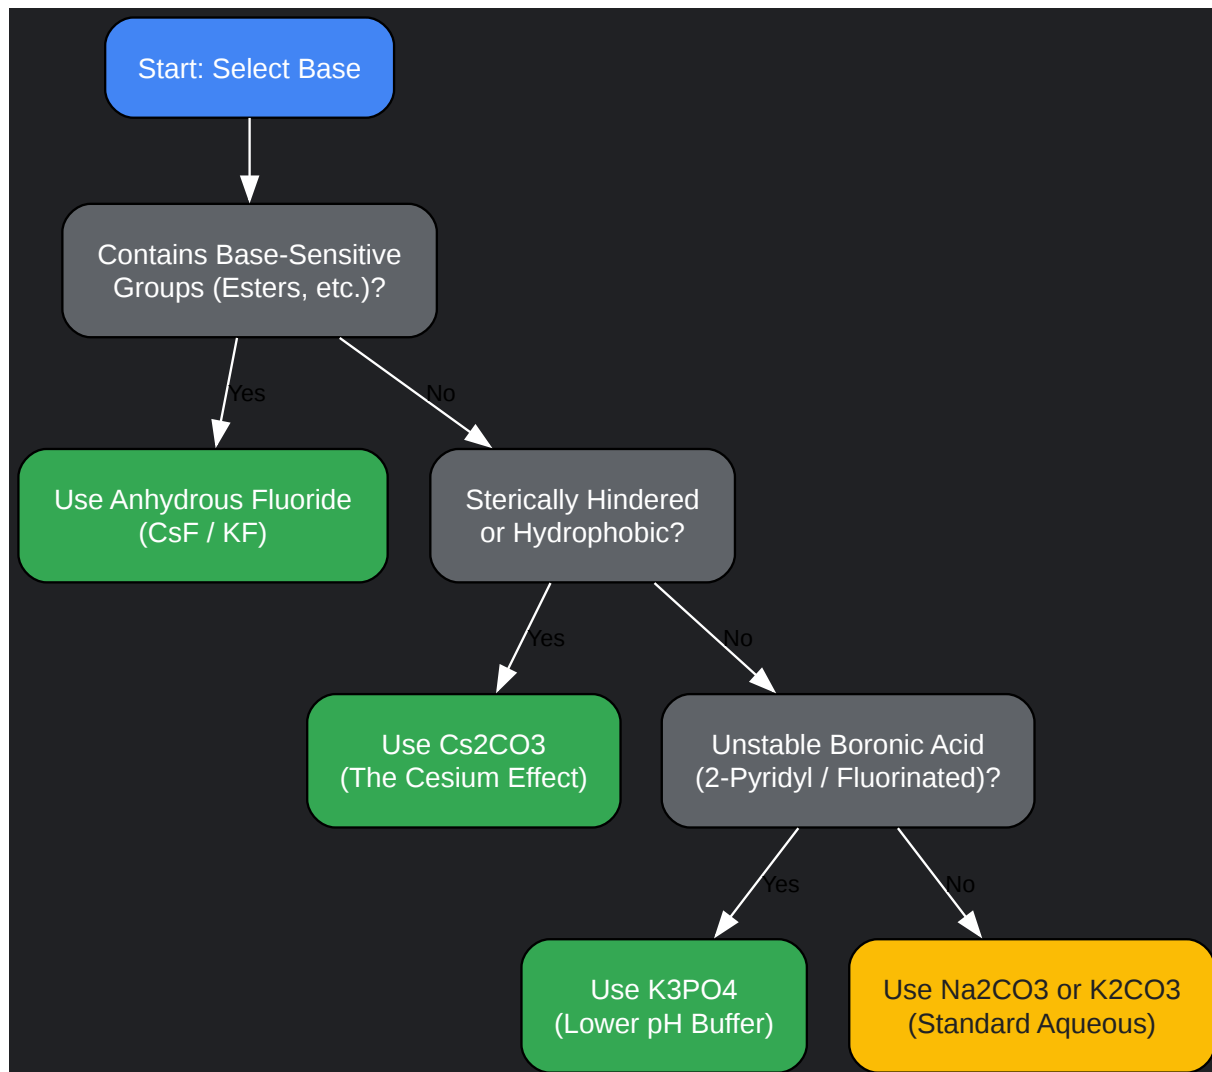 Start: Select Base
Contains Base-Sensitive
Groups (Esters, etc.)?
Yes
No
Use Anhydrous Fluoride
(CsF / KF)
Sterically Hindered
or Hydrophobic?
Yes
No
Use Cs2CO3
(The Cesium Effect)
Unstable Boronic Acid
(2-Pyridyl / Fluorinated)?
Yes
No
Use K3PO4
(Lower pH Buffer)
Use Na2CO3 or K2CO3
(Standard Aqueous)